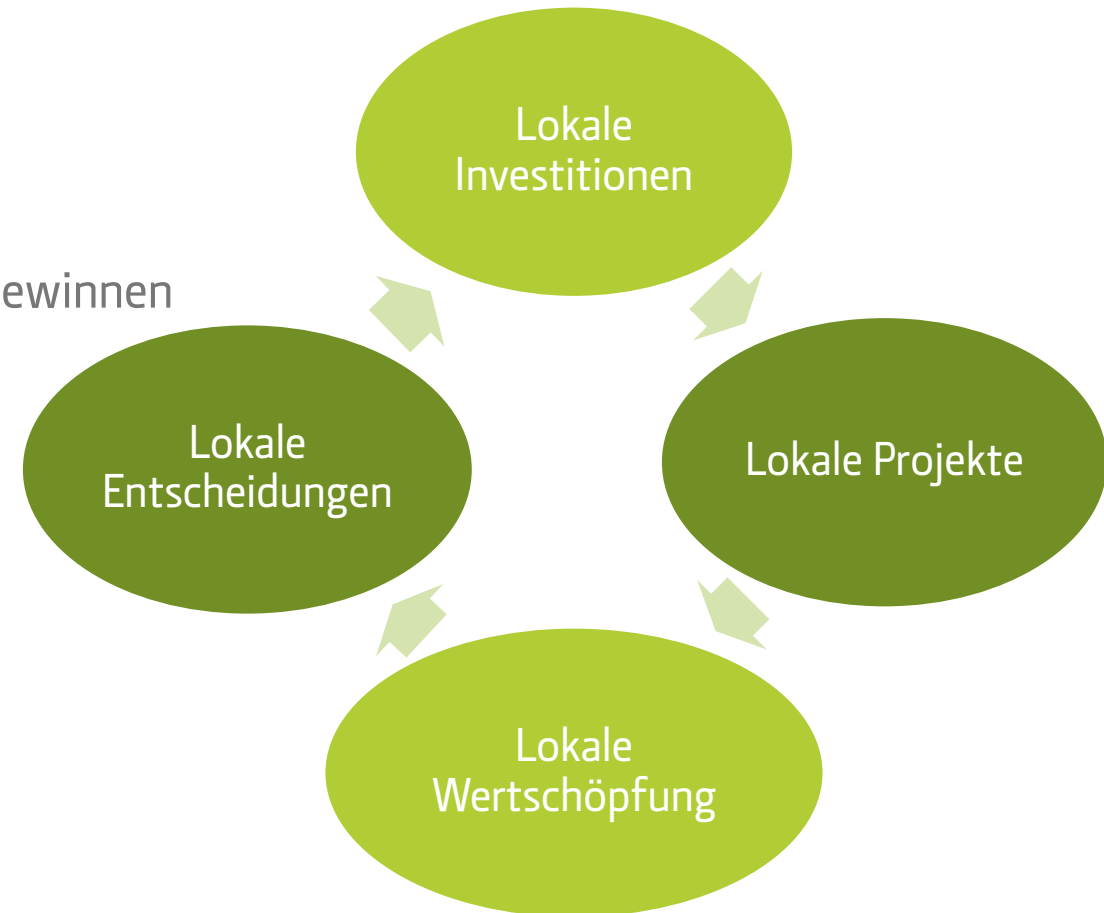 Lokale
Investitionen
ewinnen
Lokale
Entscheidungen
Lokale Projekte
Lokale
Wertschöpfung